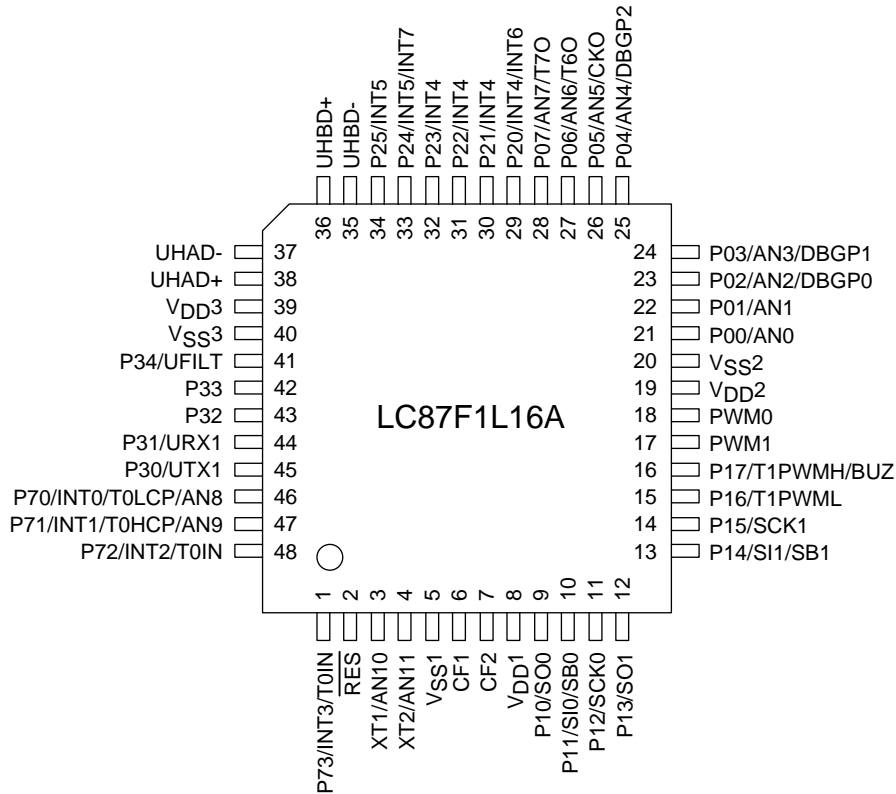 UHBD+
UHBD-
P25/INT5
P24/INT5/INT7
P23/INT4
P22/INT4
P21/INT4
P20/INT4/INT6
P07/AN7/T7O
P06/AN6/T6O
P05/AN5/CKO
P04/AN4/DBGP2
36
35
34
33
32
31
30
29
28
27
26
25
UHAD- 37
UHAD+ 38
VDD3 39
VSS3 40
P34/UFILT 41
P33 42
P32 43
P31/URX1 44
P30/UTX1 45
P70/INT0/T0LCP/AN8 46
P71/INT1/T0HCP/AN9 47
P72/INT2/T0IN 48
LC87F1L16A
24 P03/AN3/DBGP1
23 P02/AN2/DBGP0
22 P01/AN1
21 P00/AN0
20 VSS2
19 VDD2
18 PWM0
17 PWM1
16 P17/T1PWMH/BUZ
15 P16/T1PWML
14 P15/SCK1
13 P14/SI1/SB1
1
2
3
4
5
6
7
8
9
10
11
12
P73/INT3/T0IN
RES
XT1/AN10
XT2/AN11
VSS1
CF1
CF2
VDD1
P10/SO0
P11/SI0/SB0
P12/SCK0
P13/SO1